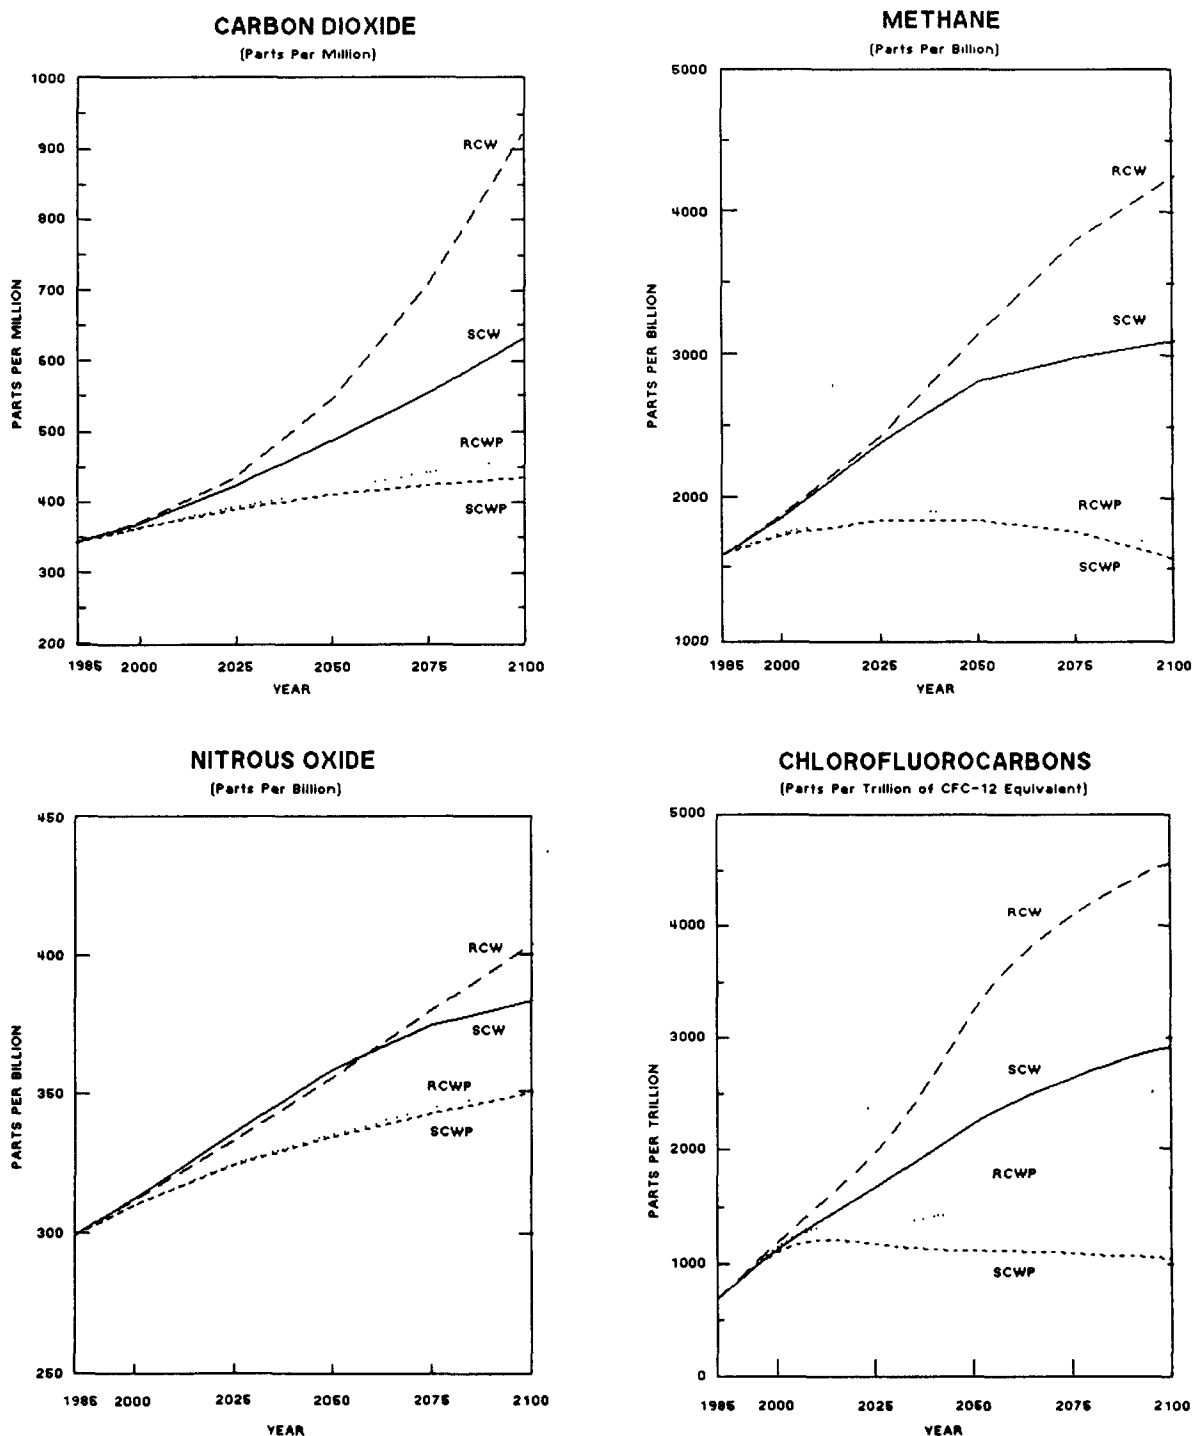 CARBON DIOXIDE
(Parts Per Million)
1000
900
800
700
600
500
400
300
200
PARTS PER MILLION
RCW
SCW
RCWP
SCWP
1985 2000 2025 2050 2075 2100
YEAR
METHANE
(Parts Per Billion)
5000
4000
3000
2000
1000
PARTS PER BILLION
RCW
SCW
RCWP
SCWP
1985 2000 2025 2050 2075 2100
YEAR
NITROUS OXIDE
(Parts Per Billion)
450
400
350
300
250
PARTS PER BILLION
RCW
SCW
RCWP
SCWP
1985 2000 2025 2050 2075 2100
YEAR
CHLOROFLUOROCARBONS
(Parts Per Trillion of CFC-12 Equivalent)
5000
4000
3000
2000
1000
0
PARTS PER TRILLION
RCW
SCW
RCWP
SCWP
1985 2000 2025 2050 2075 2100
YEAR